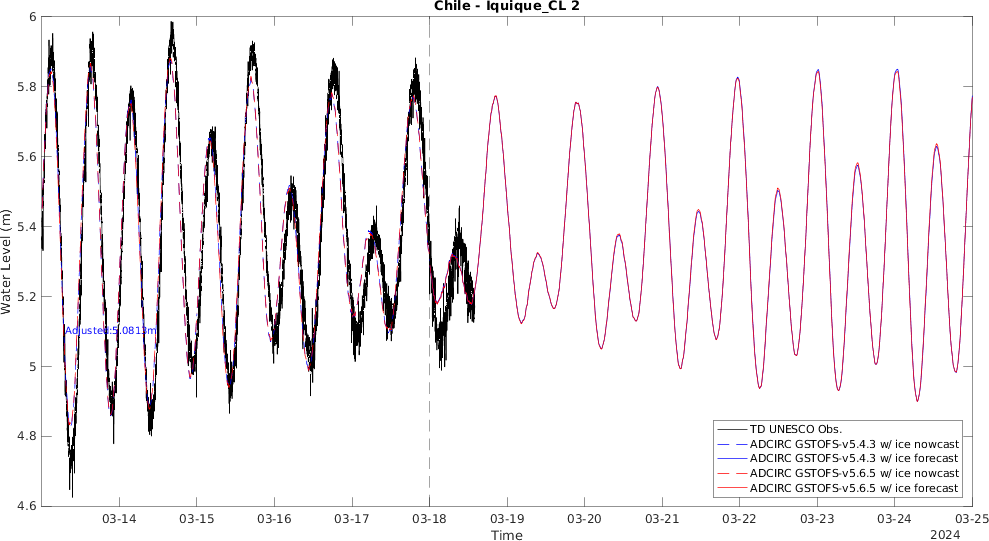 Chile - Iquique_CL 2
6
5.8
5.6
5.4
5.2
5
4.8
4.6
Water Level (m)
Adjusted:5.0813m
TD UNESCO Obs.
ADCIRC GSTOFS-v5.4.3 w/ ice nowcast
ADCIRC GSTOFS-v5.4.3 w/ ice forecast
ADCIRC GSTOFS-v5.6.5 w/ ice nowcast
ADCIRC GSTOFS-v5.6.5 w/ ice forecast
03-14 03-15 03-16 03-17 03-18 03-19 03-20 03-21 03-22 03-23 03-24 03-25
Time
2024